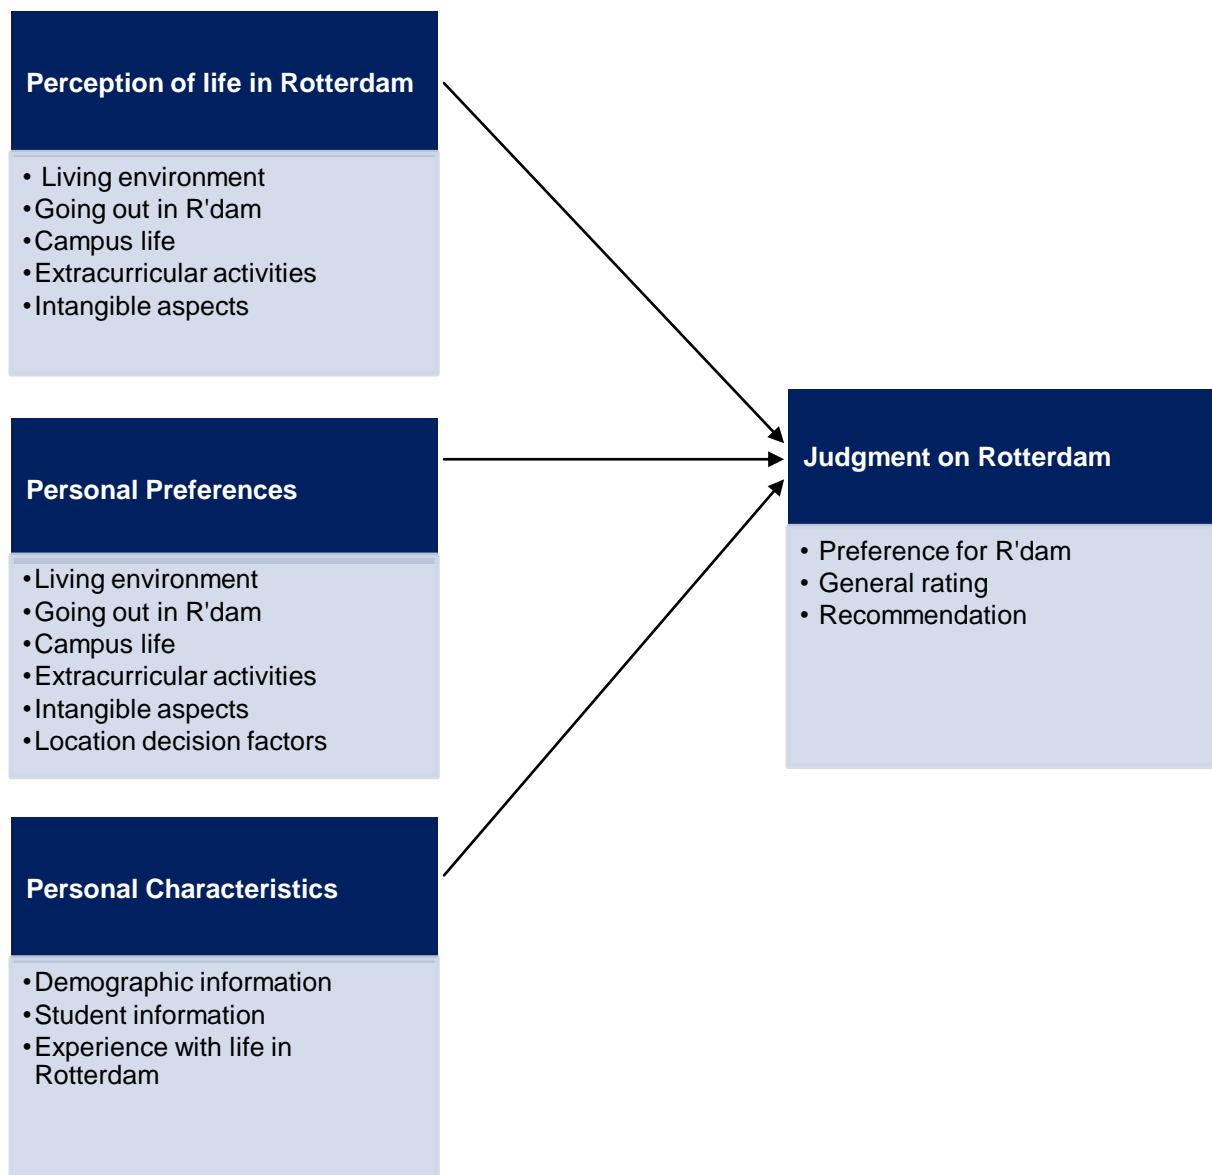 Perception of life in Rotterdam
• Living environment
•Going out in R'dam
•Campus life
•Extracurricular activities
•Intangible aspects
Personal Preferences
•Living environment
•Going out in R'dam
•Campus life
•Extracurricular activities
•Intangible aspects
•Location decision factors
Personal Characteristics
•Demographic information
•Student information
•Experience with life in
Rotterdam
Judgment on Rotterdam
• Preference for R'dam
• General rating
• Recommendation